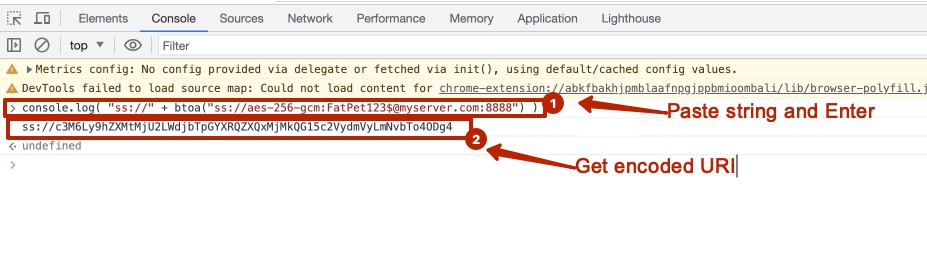 Elements Console Sources Network Performance Memory Application Lighthouse
top Filter
Metrics config: No config provided via delegate or fetched via init(), using default/cached config values.
DevTools failed to load source map: Could not load content for chrome-extension://abkfbakhjpmblaafnpgjppbmioombali/lib/browser-polyfill.j
> console.log( "ss://" + btoa("ss://aes-256-gcm:FatPet123$@myserver.com:8888") ) 1
Paste string and Enter
ss://c3M6Ly9hZXMtMjU2LWdjbTpGYXRQZXQxMjMkQG15c2VydmVyLmNvbTo4ODg4
2
undefined
Get encoded URI
>